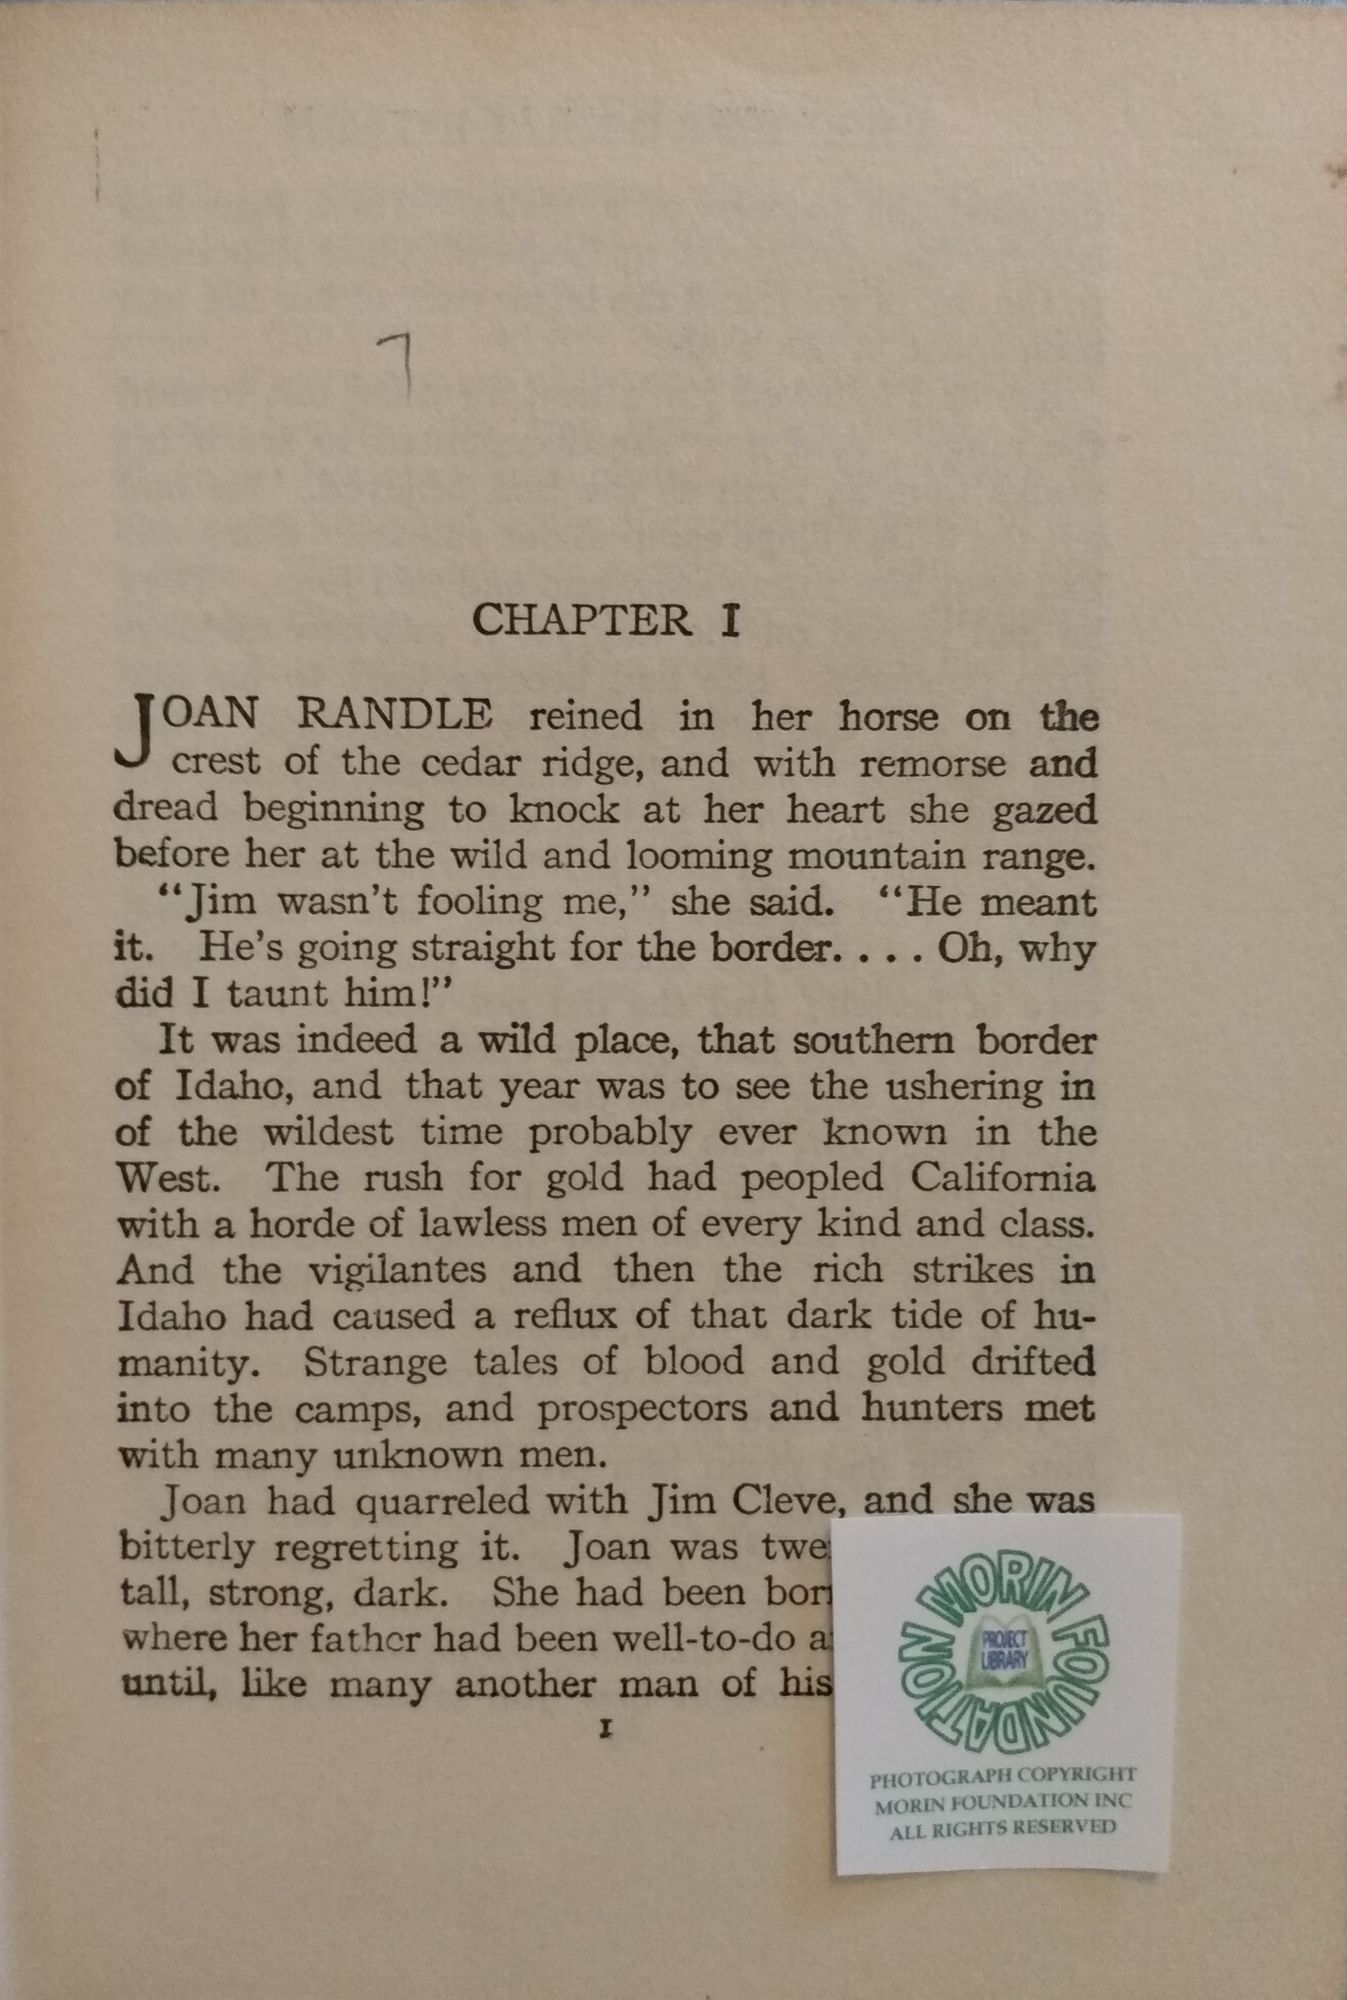 7
CHAPTER I
JOAN RANDLE reined in her horse on the
crest of the cedar ridge, and with remorse and
dread beginning to knock at her heart she gazed
before her at the wild and looming mountain range.
“Jim wasn’t fooling me,” she said. “He meant
it. He’s going straight for the border. . . . Oh, why
did I taunt him!”
It was indeed a wild place, that southern border
of Idaho, and that year was to see the ushering in
of the wildest time probably ever known in the
West. The rush for gold had peopled California
with a horde of lawless men of every kind and class.
And the vigilantes and then the rich strikes in
Idaho had caused a reflux of that dark tide of hu-
manity. Strange tales of blood and gold drifted
into the camps, and prospectors and hunters met
with many unknown men.
Joan had quarreled with Jim Cleve, and she was
bitterly regretting it. Joan was
tall, strong, dark. She had been
where her father had been well-to-do
until, like many another man of his
1
MORIN FOUNDATION
PROJECT
LIBRARY
PHOTOGRAPH COPYRIGHT
MORIN FOUNDATION INC
ALL RIGHTS RESERVED